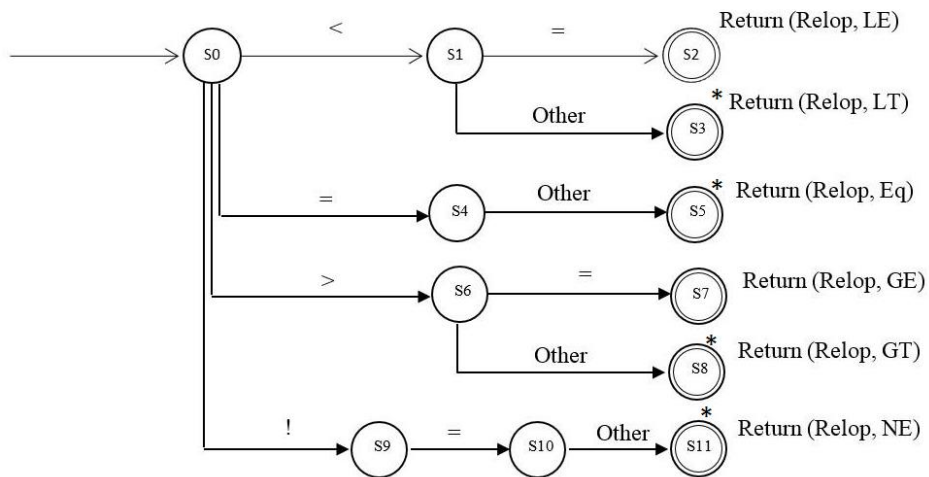 Return (Relop, LE)
< =
S0 S1 S2
* Return (Relop, LT)
Other S3
= Other * Return (Relop, Eq)
S4 S5
> = Return (Relop, GE)
S6 S7
Other * Return (Relop, GT)
S8
! = Other * Return (Relop, NE)
S9 S10 S11